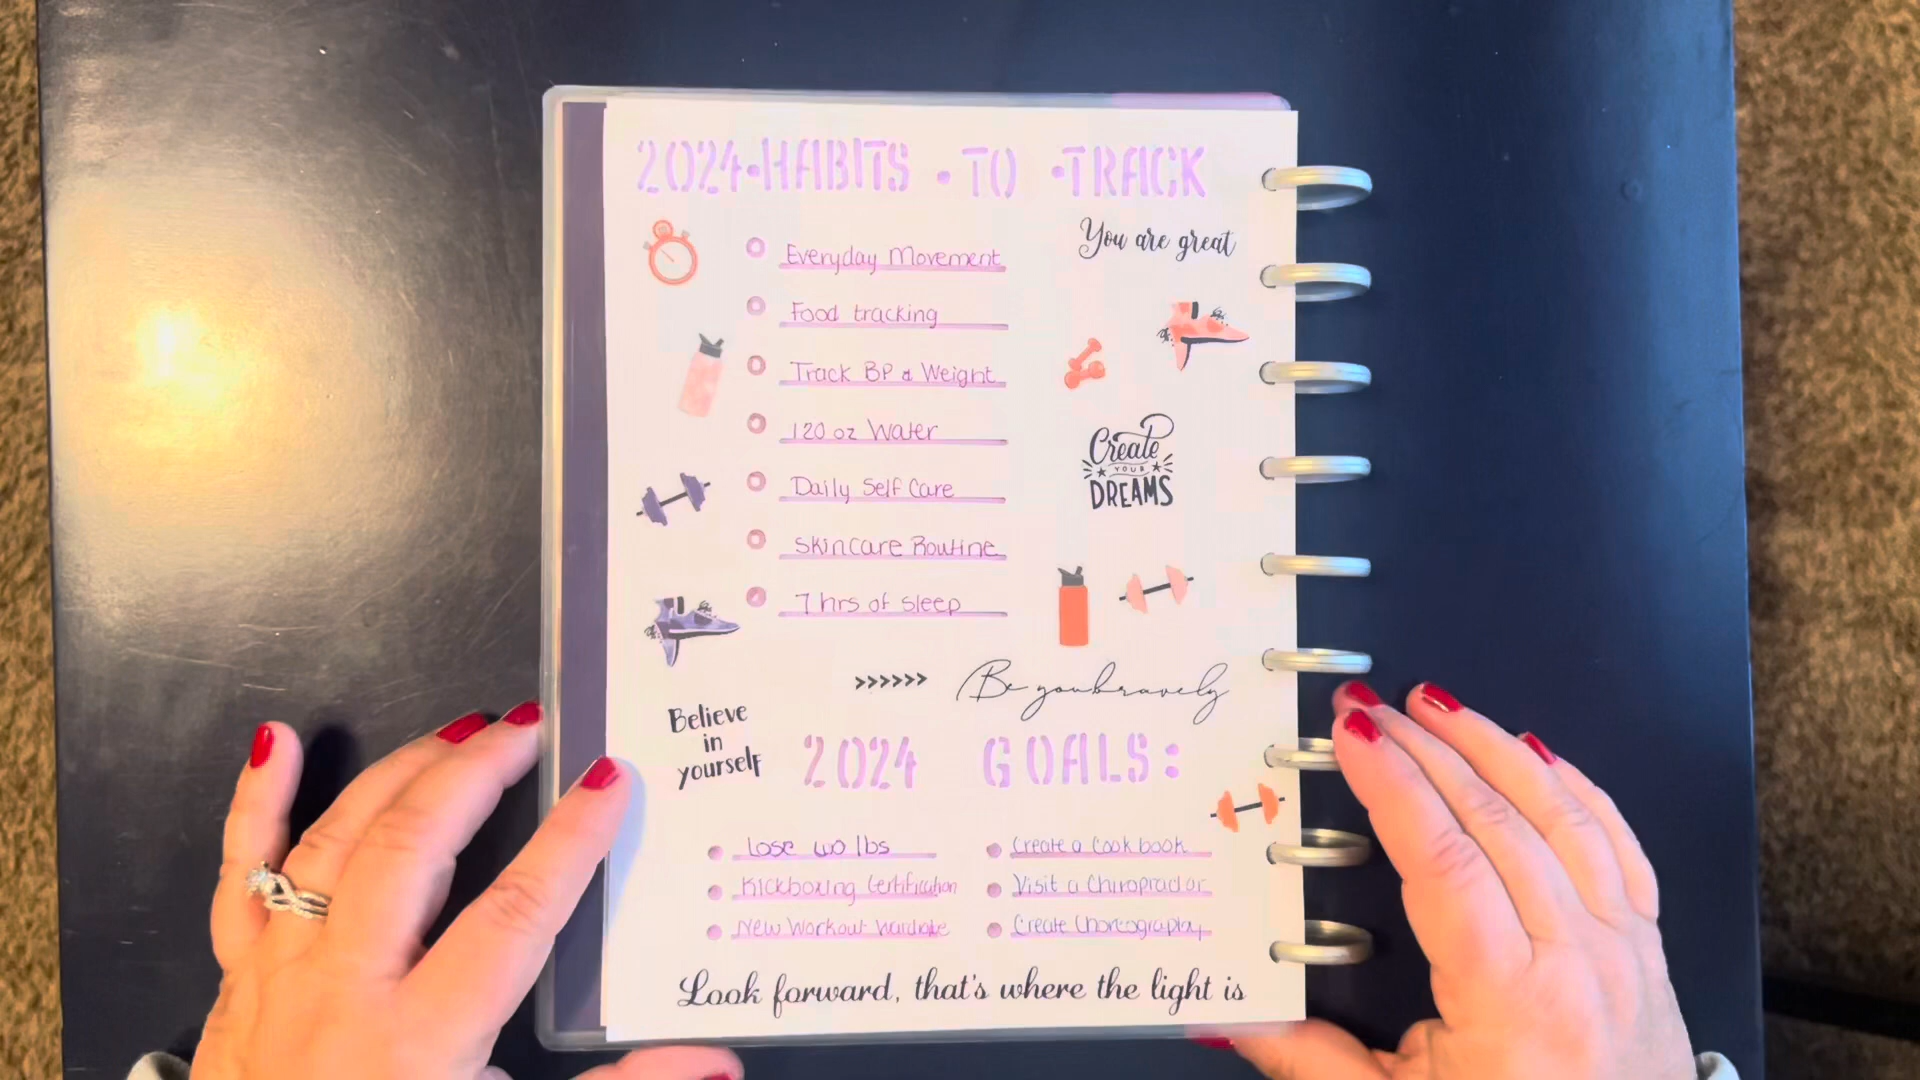 2024•HABITS •TO •TRACK
You are great
Everyday Movement
Food tracking
Track BP & Weight
120 oz Water
Create
YOUR
DREAMS
Daily Self Care
Skincare Routine
7 hrs of sleep
>>>>>> Be you bravely
Believe
in
yourself
2024 GOALS:
Lose lbs
Kickboxing Certification
New Workout Wardrobe
Create a Cook book
Visit a Chiropractor
Create Choreography
Look forward, that's where the light is